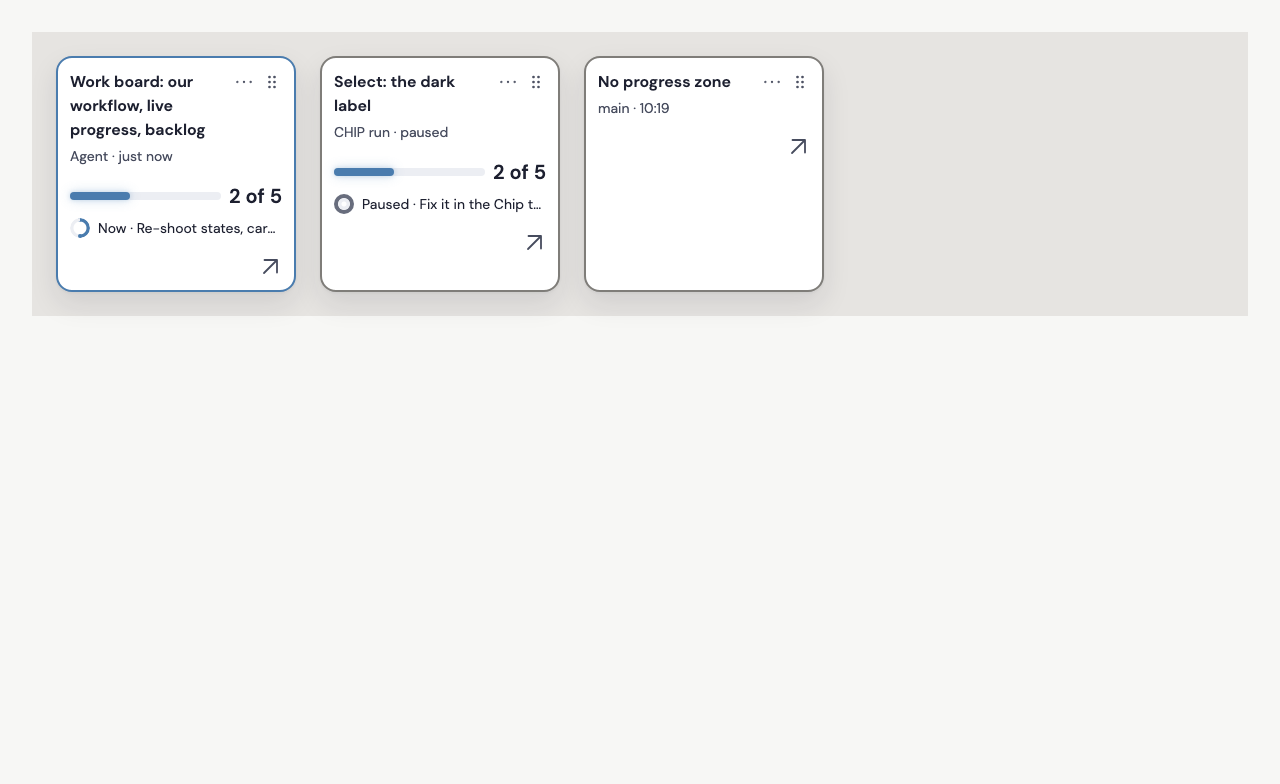 Work board: our
workflow, live
progress, backlog
Agent · just now
2 of 5
Now · Re-shoot states, car...
Select: the dark
label
CHIP run · paused
2 of 5
Paused · Fix it in the Chip t...
No progress zone
main · 10:19